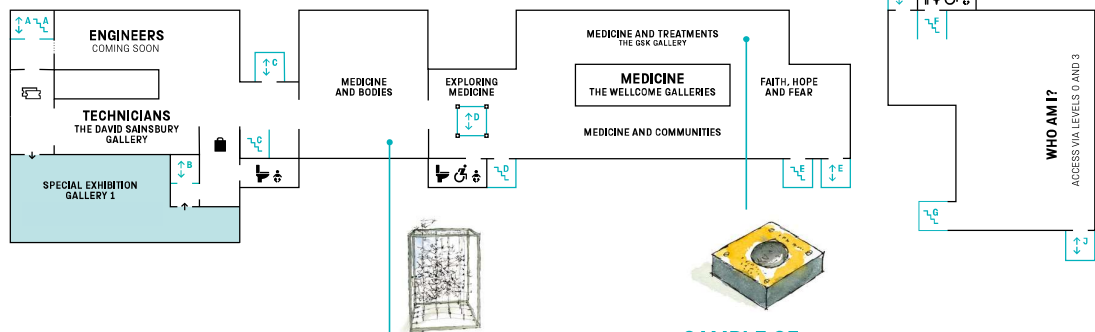 A
A
ENGINEERS
COMING SOON
C
MEDICINE
AND BODIES
EXPLORING
MEDICINE
D
MEDICINE AND TREATMENTS
THE GSK GALLERY
MEDICINE
THE WELLCOME GALLERIES
FAITH, HOPE
AND FEAR
MEDICINE AND COMMUNITIES
TECHNICIANS
THE DAVID SAINSBURY
GALLERY
C
B
SPECIAL EXHIBITION
GALLERY 1
D
E
E
F
WHO AM I?
ACCESS VIA LEVELS 0 AND 3
G
J